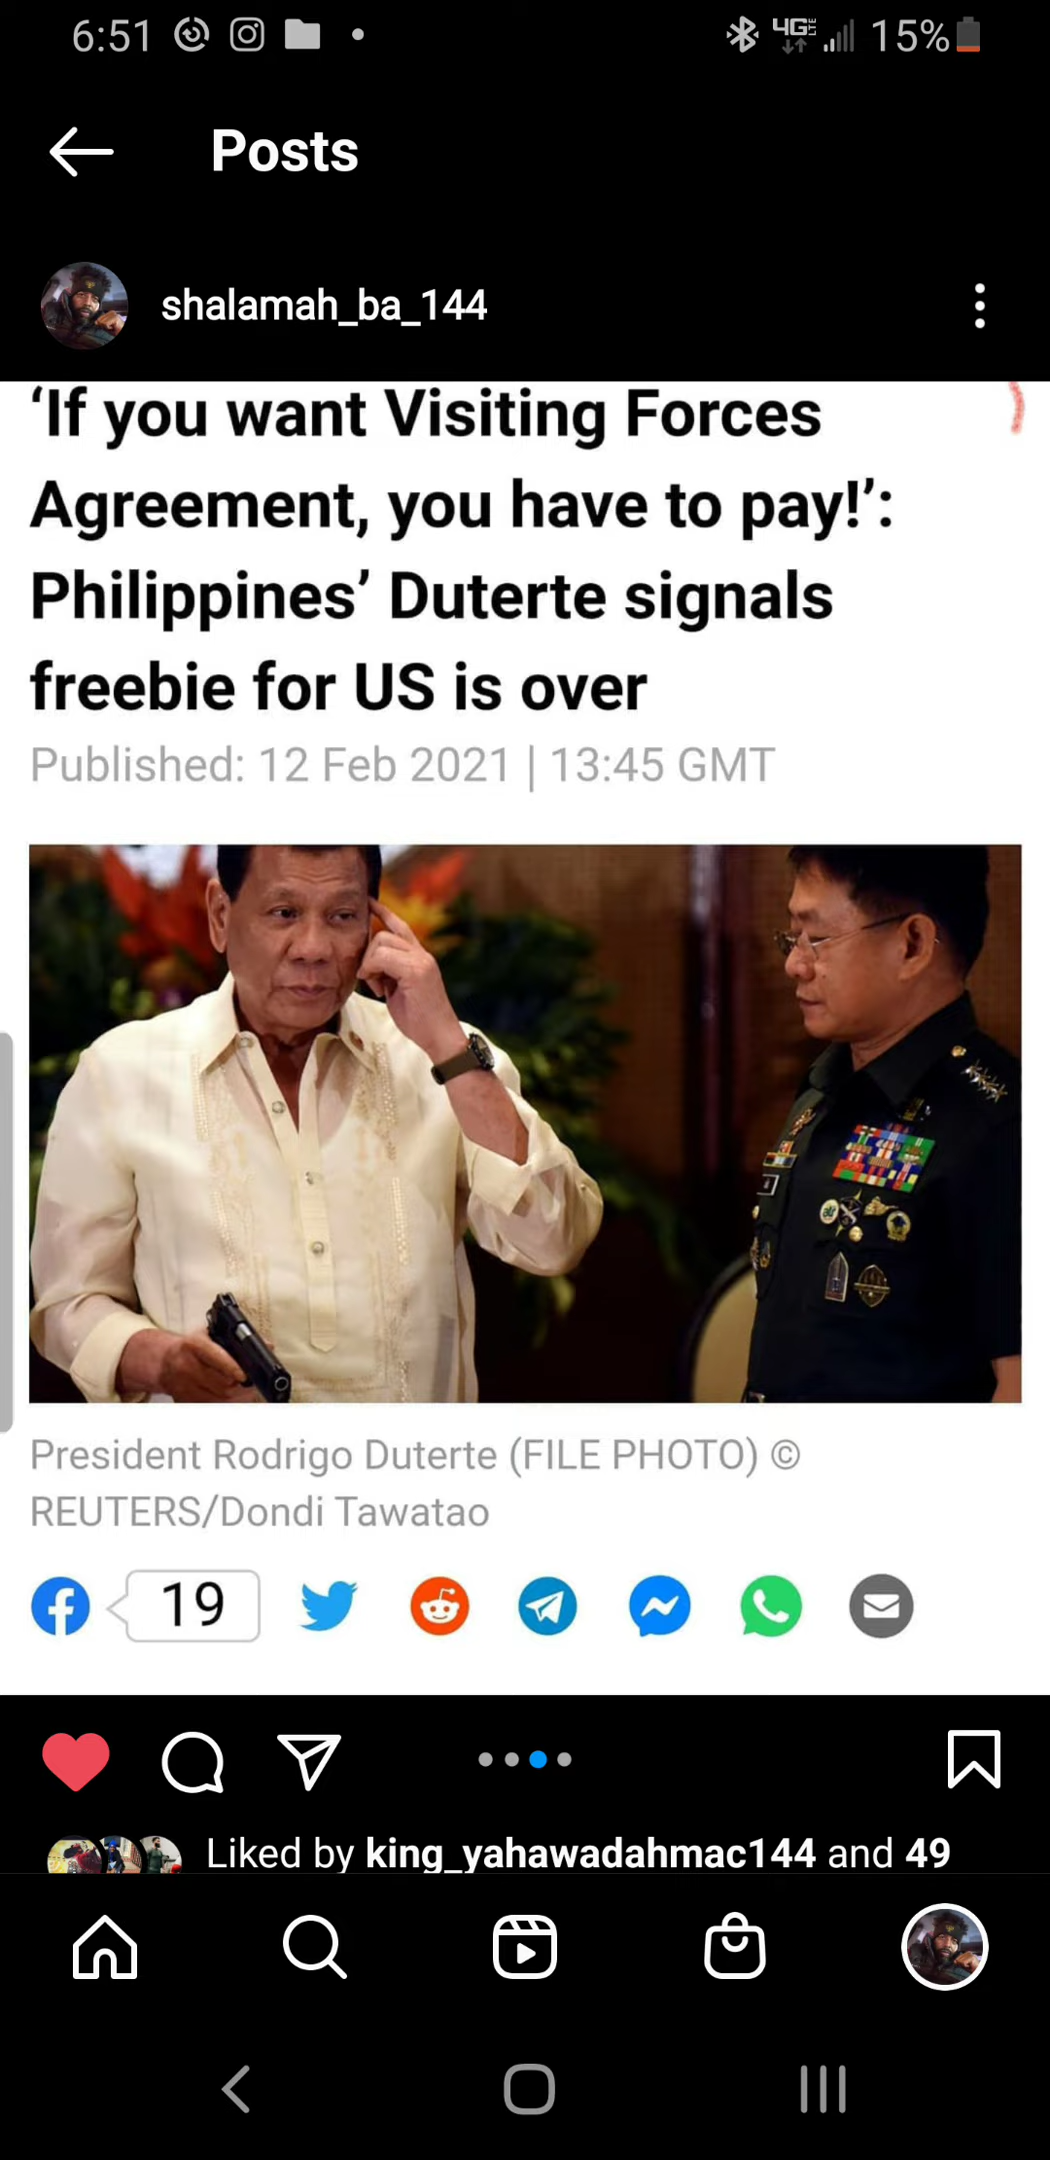 6:51
4G LTE 15%
Posts
shalamah_ba_144
‘If you want Visiting Forces
Agreement, you have to pay!’:
Philippines’ Duterte signals
freebie for US is over
Published: 12 Feb 2021 | 13:45 GMT
President Rodrigo Duterte (FILE PHOTO) ©
REUTERS/Dondi Tawatao
19
Liked by king_yahawadahmac144 and 49